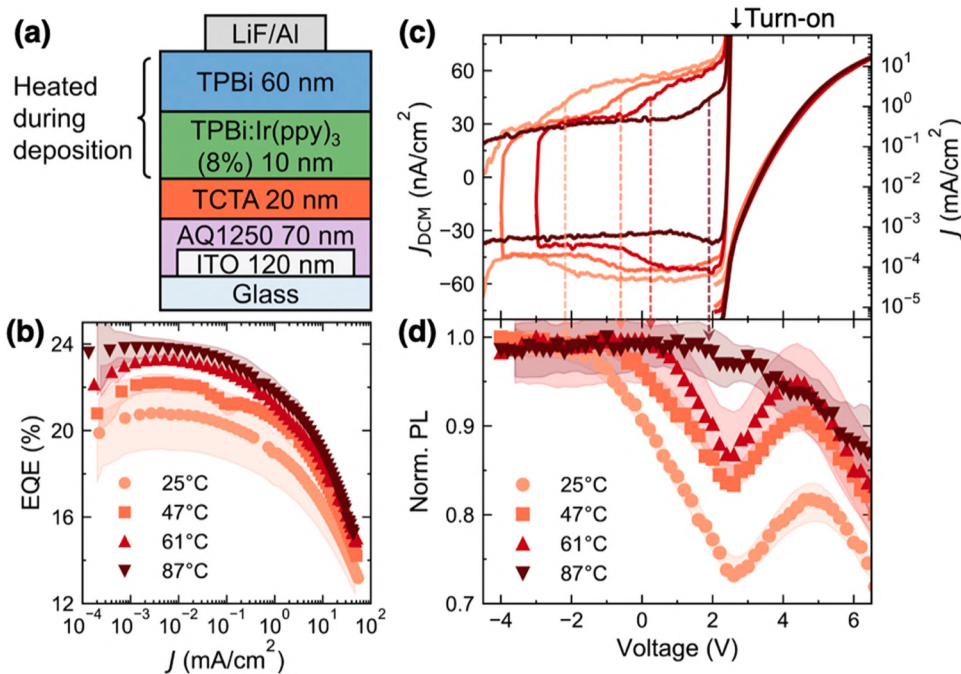 (a)
LiF/Al
Heated
during
deposition
TPBi 60 nm
TPBi:Ir(ppy)₃
(8%) 10 nm
TCTA 20 nm
AQ1250 70 nm
ITO 120 nm
Glass
(b)
EQE (%)
24
20
16
12
25°C
47°C
61°C
87°C
10⁻⁴ 10⁻³ 10⁻² 10⁻¹ 10⁰ 10¹ 10²
J (mA/cm²)
↓Turn-on
(c)
J_DCM (nA/cm²)
60
30
0
−30
−60
10¹
10⁰
10⁻¹
10⁻²
10⁻³
10⁻⁴
10⁻⁵
J (mA/cm²)
(d)
Norm. PL
1.0
0.9
0.8
0.7
25°C
47°C
61°C
87°C
−4 −2 0 2 4 6
Voltage (V)